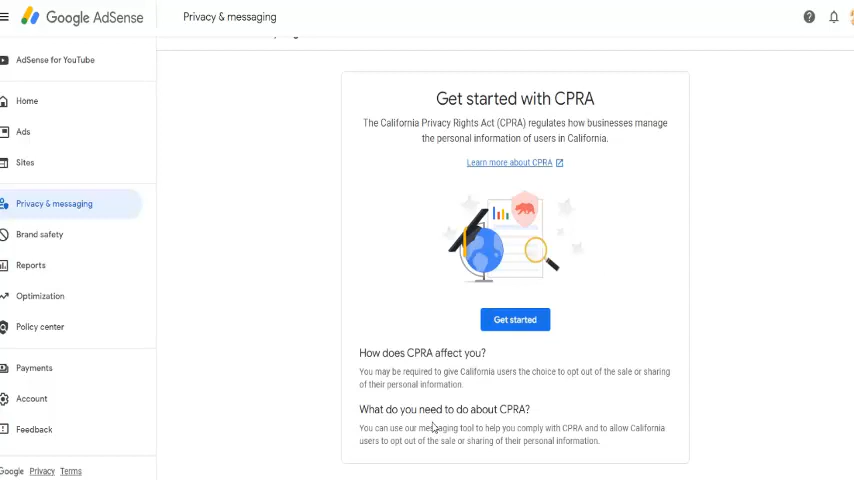 Google AdSense
Privacy & messaging
AdSense for YouTube
Home
Ads
Sites
Privacy & messaging
Brand safety
Reports
Optimization
Policy center
Payments
Account
Feedback
Google Privacy Terms
Get started with CPRA
The California Privacy Rights Act (CPRA) regulates how businesses manage
the personal information of users in California.
Learn more about CPRA
Get started
How does CPRA affect you?
You may be required to give California users the choice to opt out of the sale or sharing
of their personal information.
What do you need to do about CPRA?
You can use our messaging tool to help you comply with CPRA and to allow California
users to opt out of the sale or sharing of their personal information.